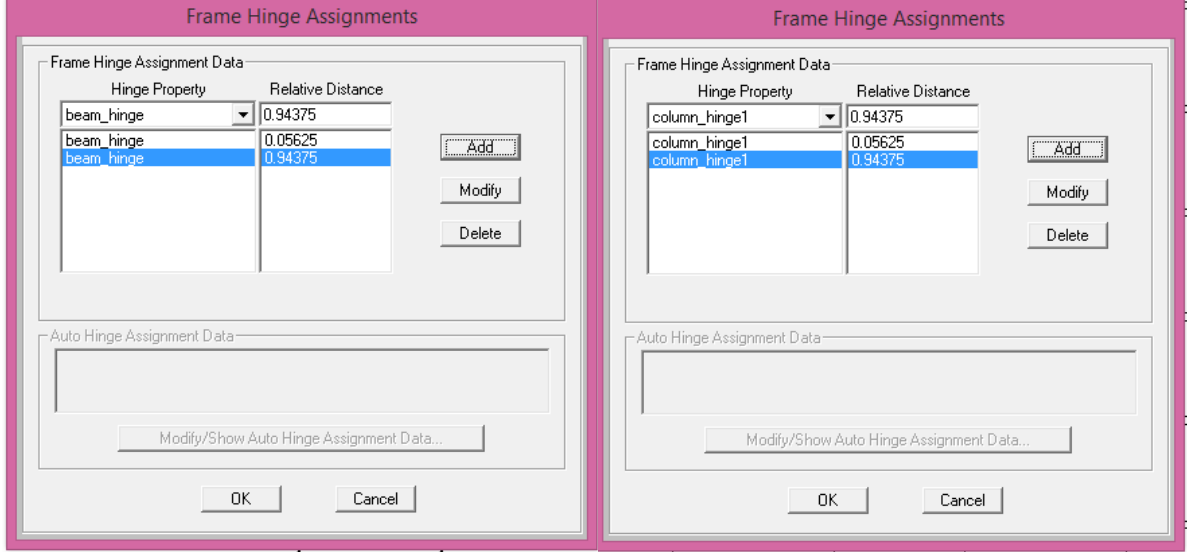 Frame Hinge Assignments
Frame Hinge Assignment Data
Hinge Property Relative Distance
beam_hinge 0.94375
beam_hinge 0.05625
beam_hinge 0.94375
Add
Modify
Delete
Auto Hinge Assignment Data
Modify/Show Auto Hinge Assignment Data...
OK Cancel
Frame Hinge Assignments
Frame Hinge Assignment Data
Hinge Property Relative Distance
column_hinge1 0.94375
column_hinge1 0.05625
column_hinge1 0.94375
Add
Modify
Delete
Auto Hinge Assignment Data
Modify/Show Auto Hinge Assignment Data...
OK Cancel